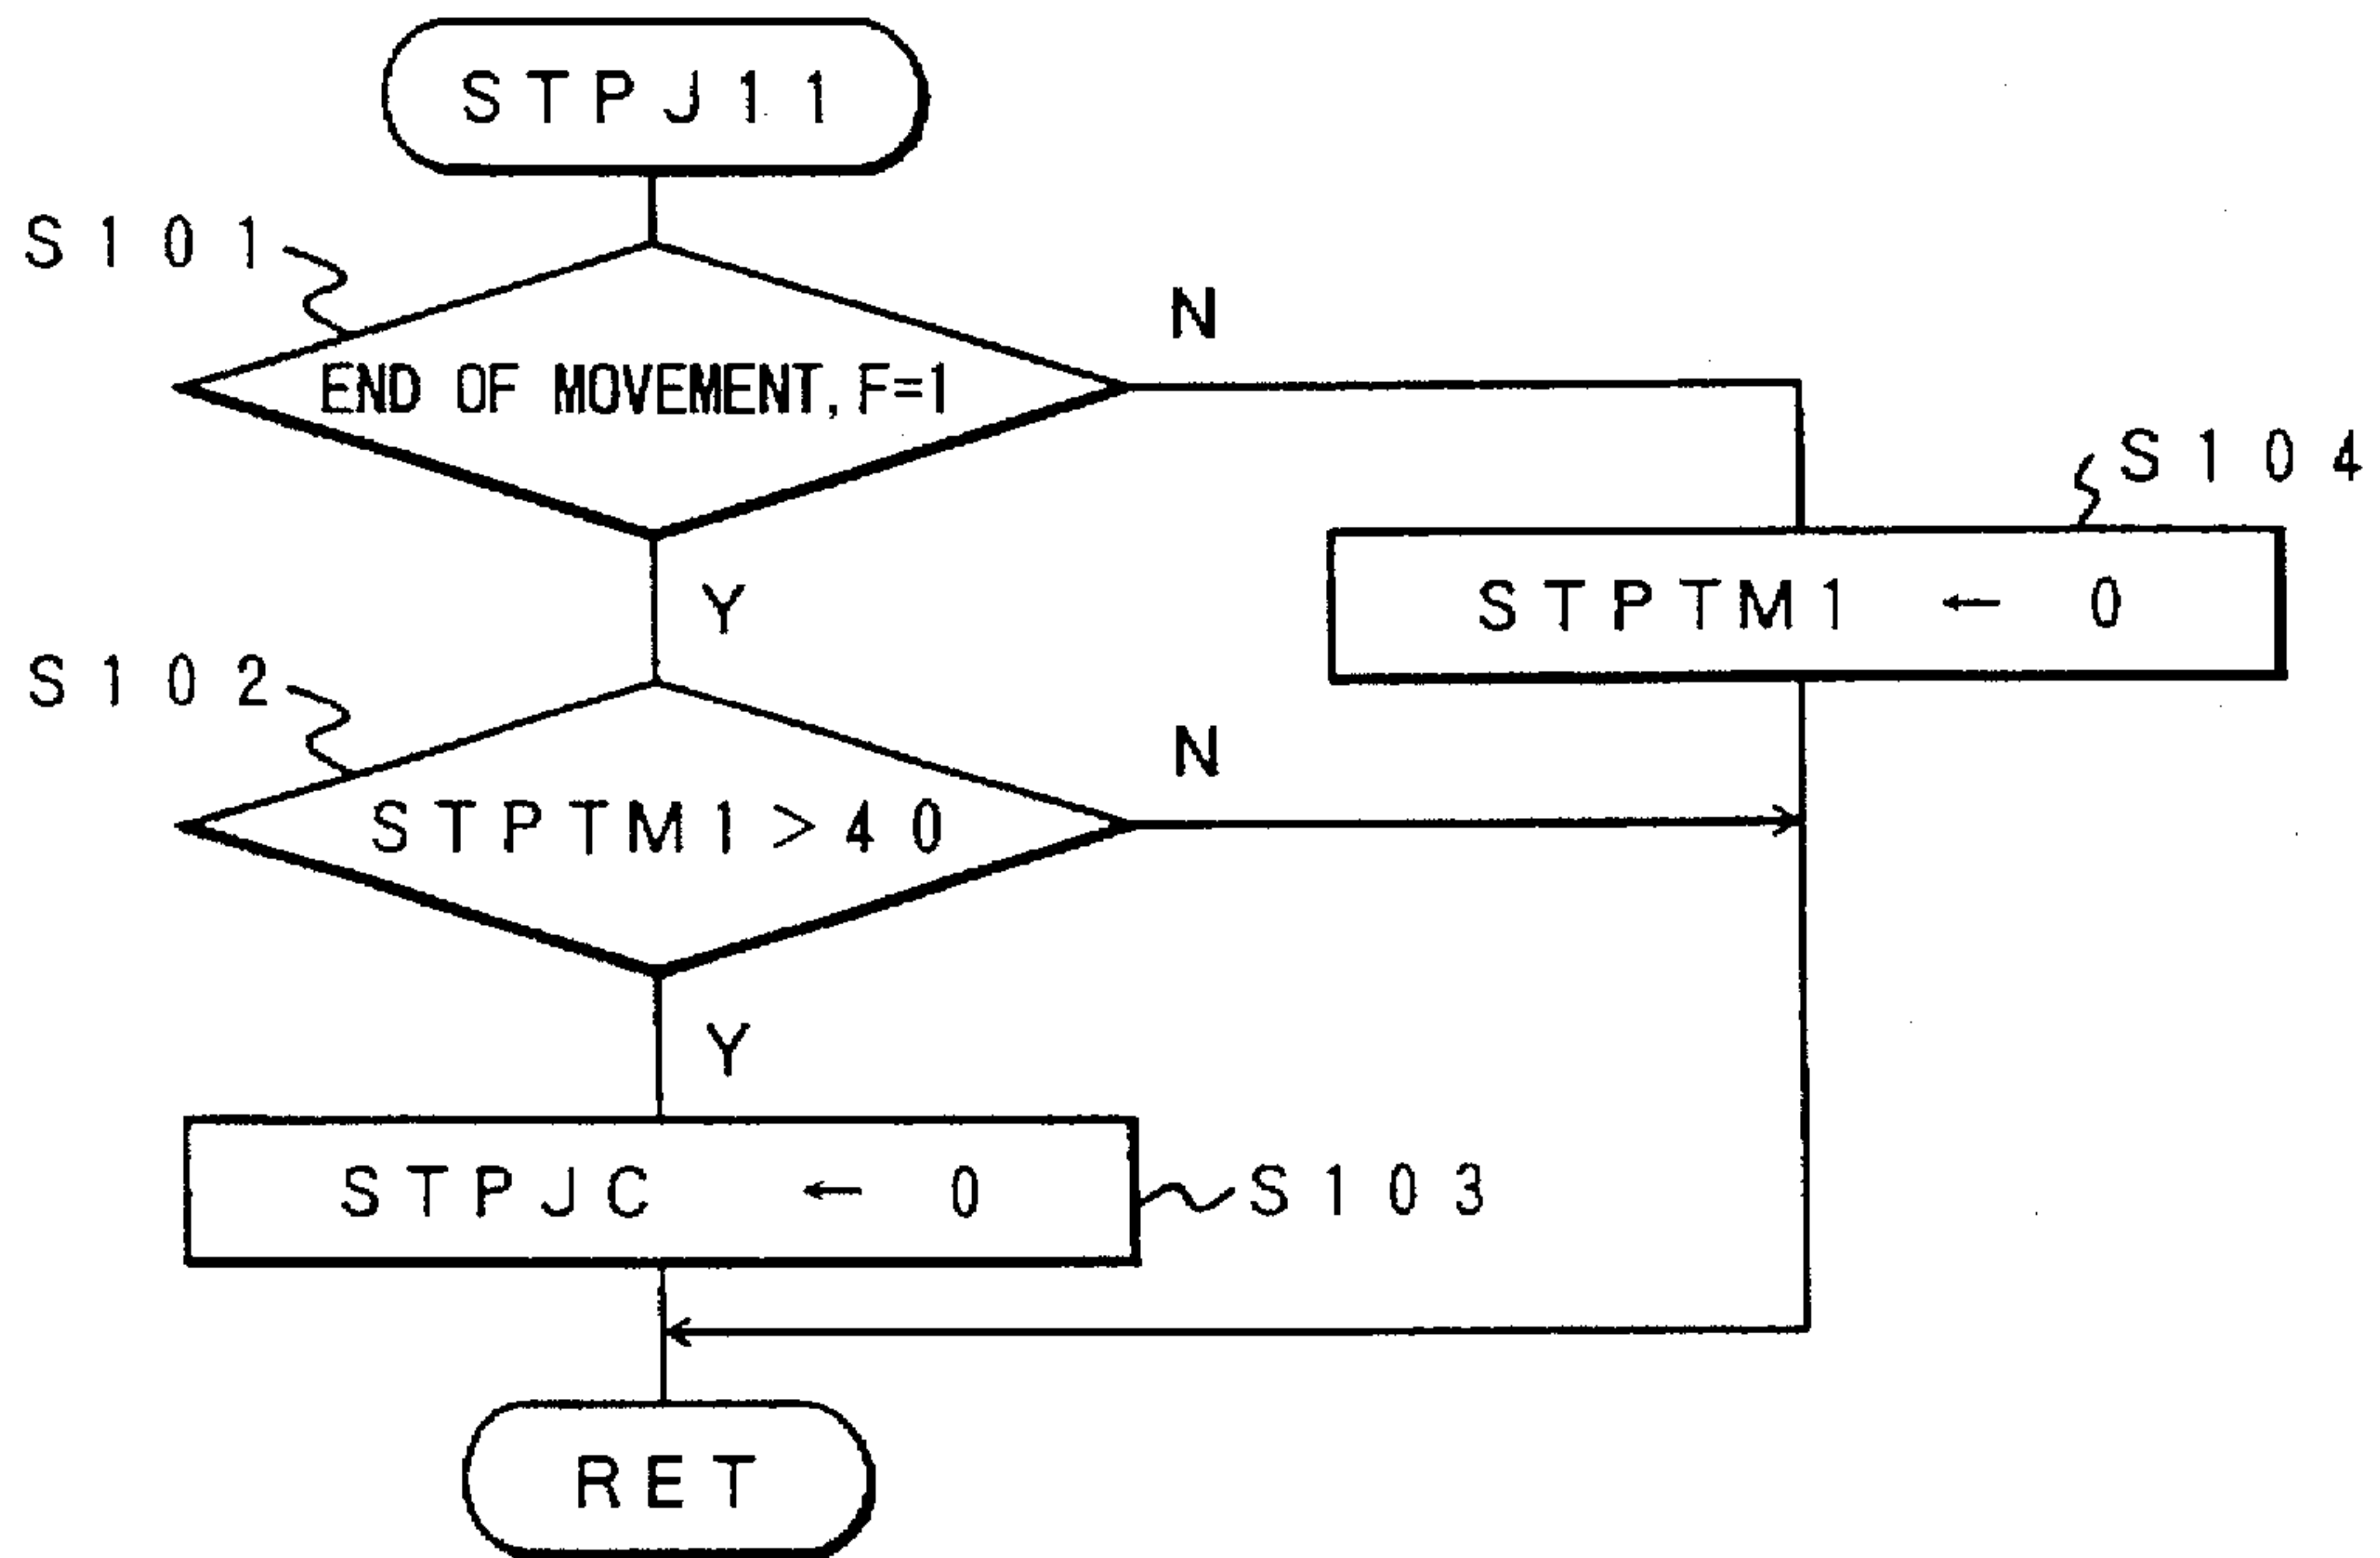 STPJ11
S101
N
END OF MOVEMENT, F=1
S104
STPTM1 ← 0
Y
S102
N
STPTM1>40
Y
STPJC ← 0
S103
RET